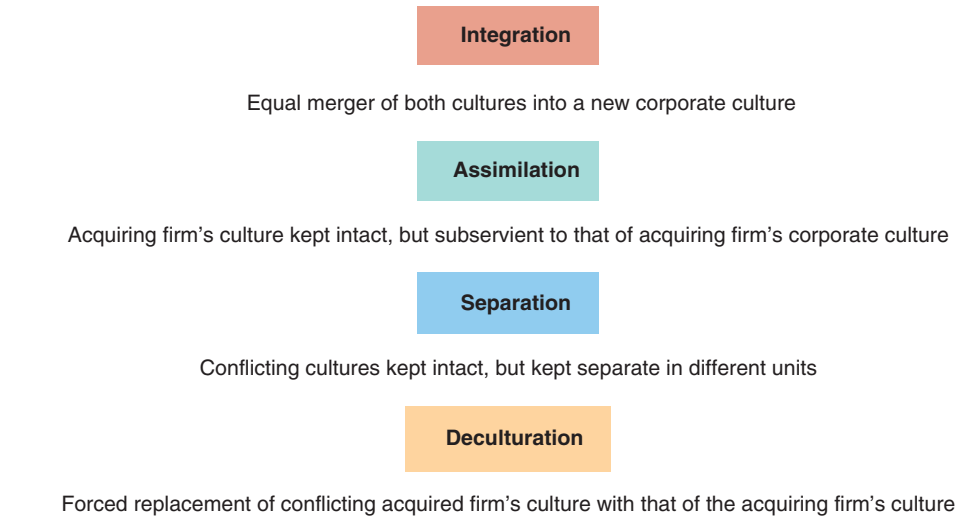 Integration
Equal merger of both cultures into a new corporate culture
Assimilation
Acquiring firm’s culture kept intact, but subservient to that of acquiring firm’s corporate culture
Separation
Conflicting cultures kept intact, but kept separate in different units
Deculturation
Forced replacement of conflicting acquired firm’s culture with that of the acquiring firm’s culture